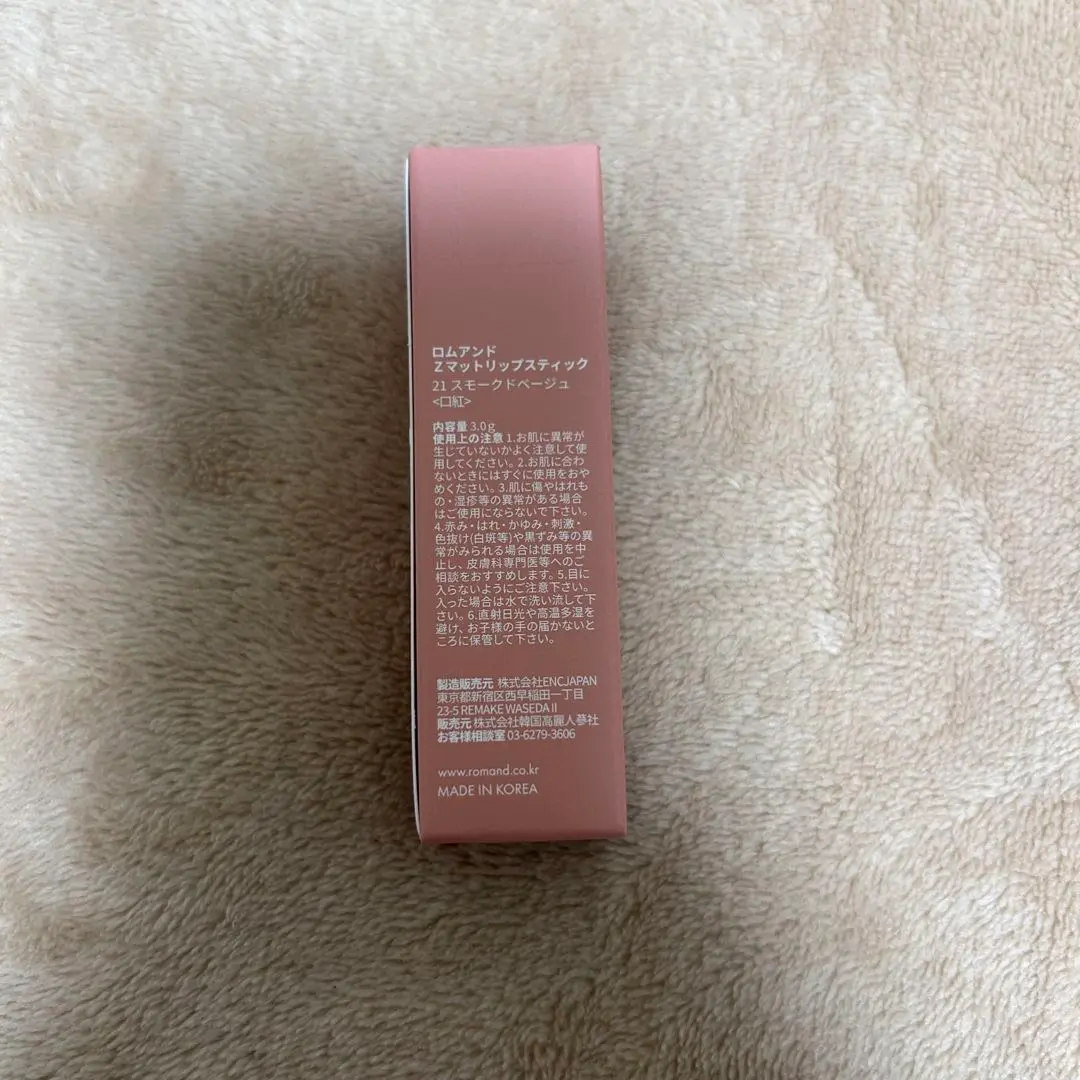 ロムアンド
Zマットリップスティック
21 スモークドベージュ
<口紅>
内容量 3.0g
使用上の注意 1.お肌に異常が
生じていないかよく注意して使
用してください。2.お肌に合わ
ないときにはすぐに使用をおや
めください。3.肌に傷やはれも
の・湿疹等の異常がある場合
はご使用にならないで下さい。
4.赤み・はれ・かゆみ・刺激・
色抜け(白斑等)や黒ずみ等の異
常がみられる場合は使用を中
止し、皮膚科専門医等へのご
相談をおすすめします。5.目に
入らないようにご注意下さい。
入った場合は水で洗い流して下
さい。6.直射日光や高温多湿を
避け、お子様の手の届かないと
ころに保管して下さい。
製造販売元 株式会社ENCJAPAN
東京都新宿区西早稲田一丁目
23-5 REMAKE WASEDA II
販売元 株式会社韓国高麗人蔘社
お客様相談室 03-6279-3606
www.romand.co.kr
MADE IN KOREA